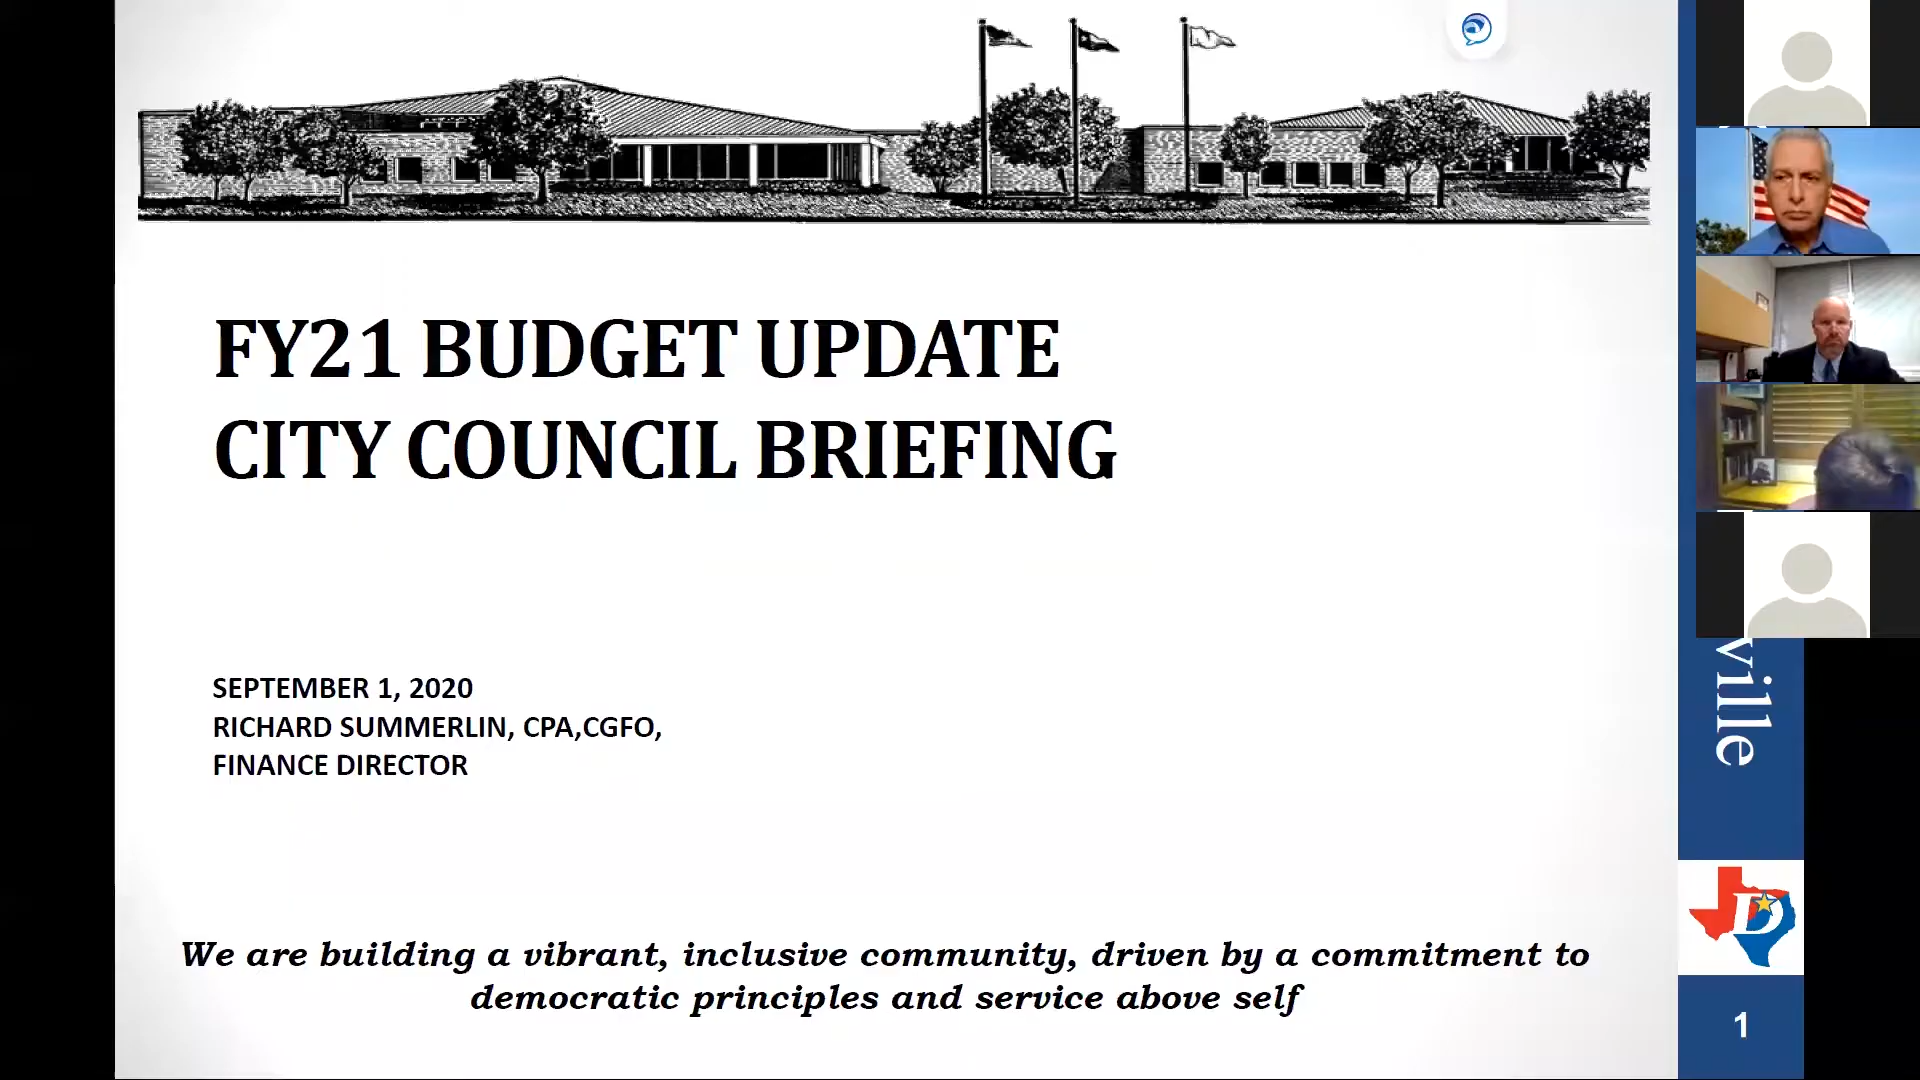 FY21 BUDGET UPDATE
CITY COUNCIL BRIEFING
SEPTEMBER 1, 2020
RICHARD SUMMERLIN, CPA,CGFO,
FINANCE DIRECTOR
We are building a vibrant, inclusive community, driven by a commitment to
democratic principles and service above self
ville
D
1